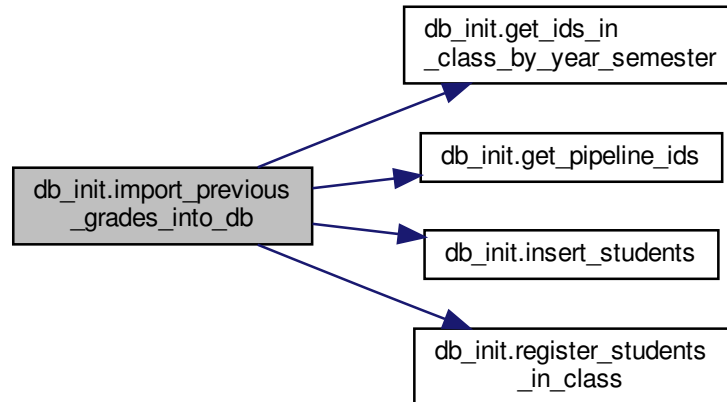 db_init.import_previous
_grades_into_db
db_init.get_ids_in
_class_by_year_semester
db_init.get_pipeline_ids
db_init.insert_students
db_init.register_students
_in_class